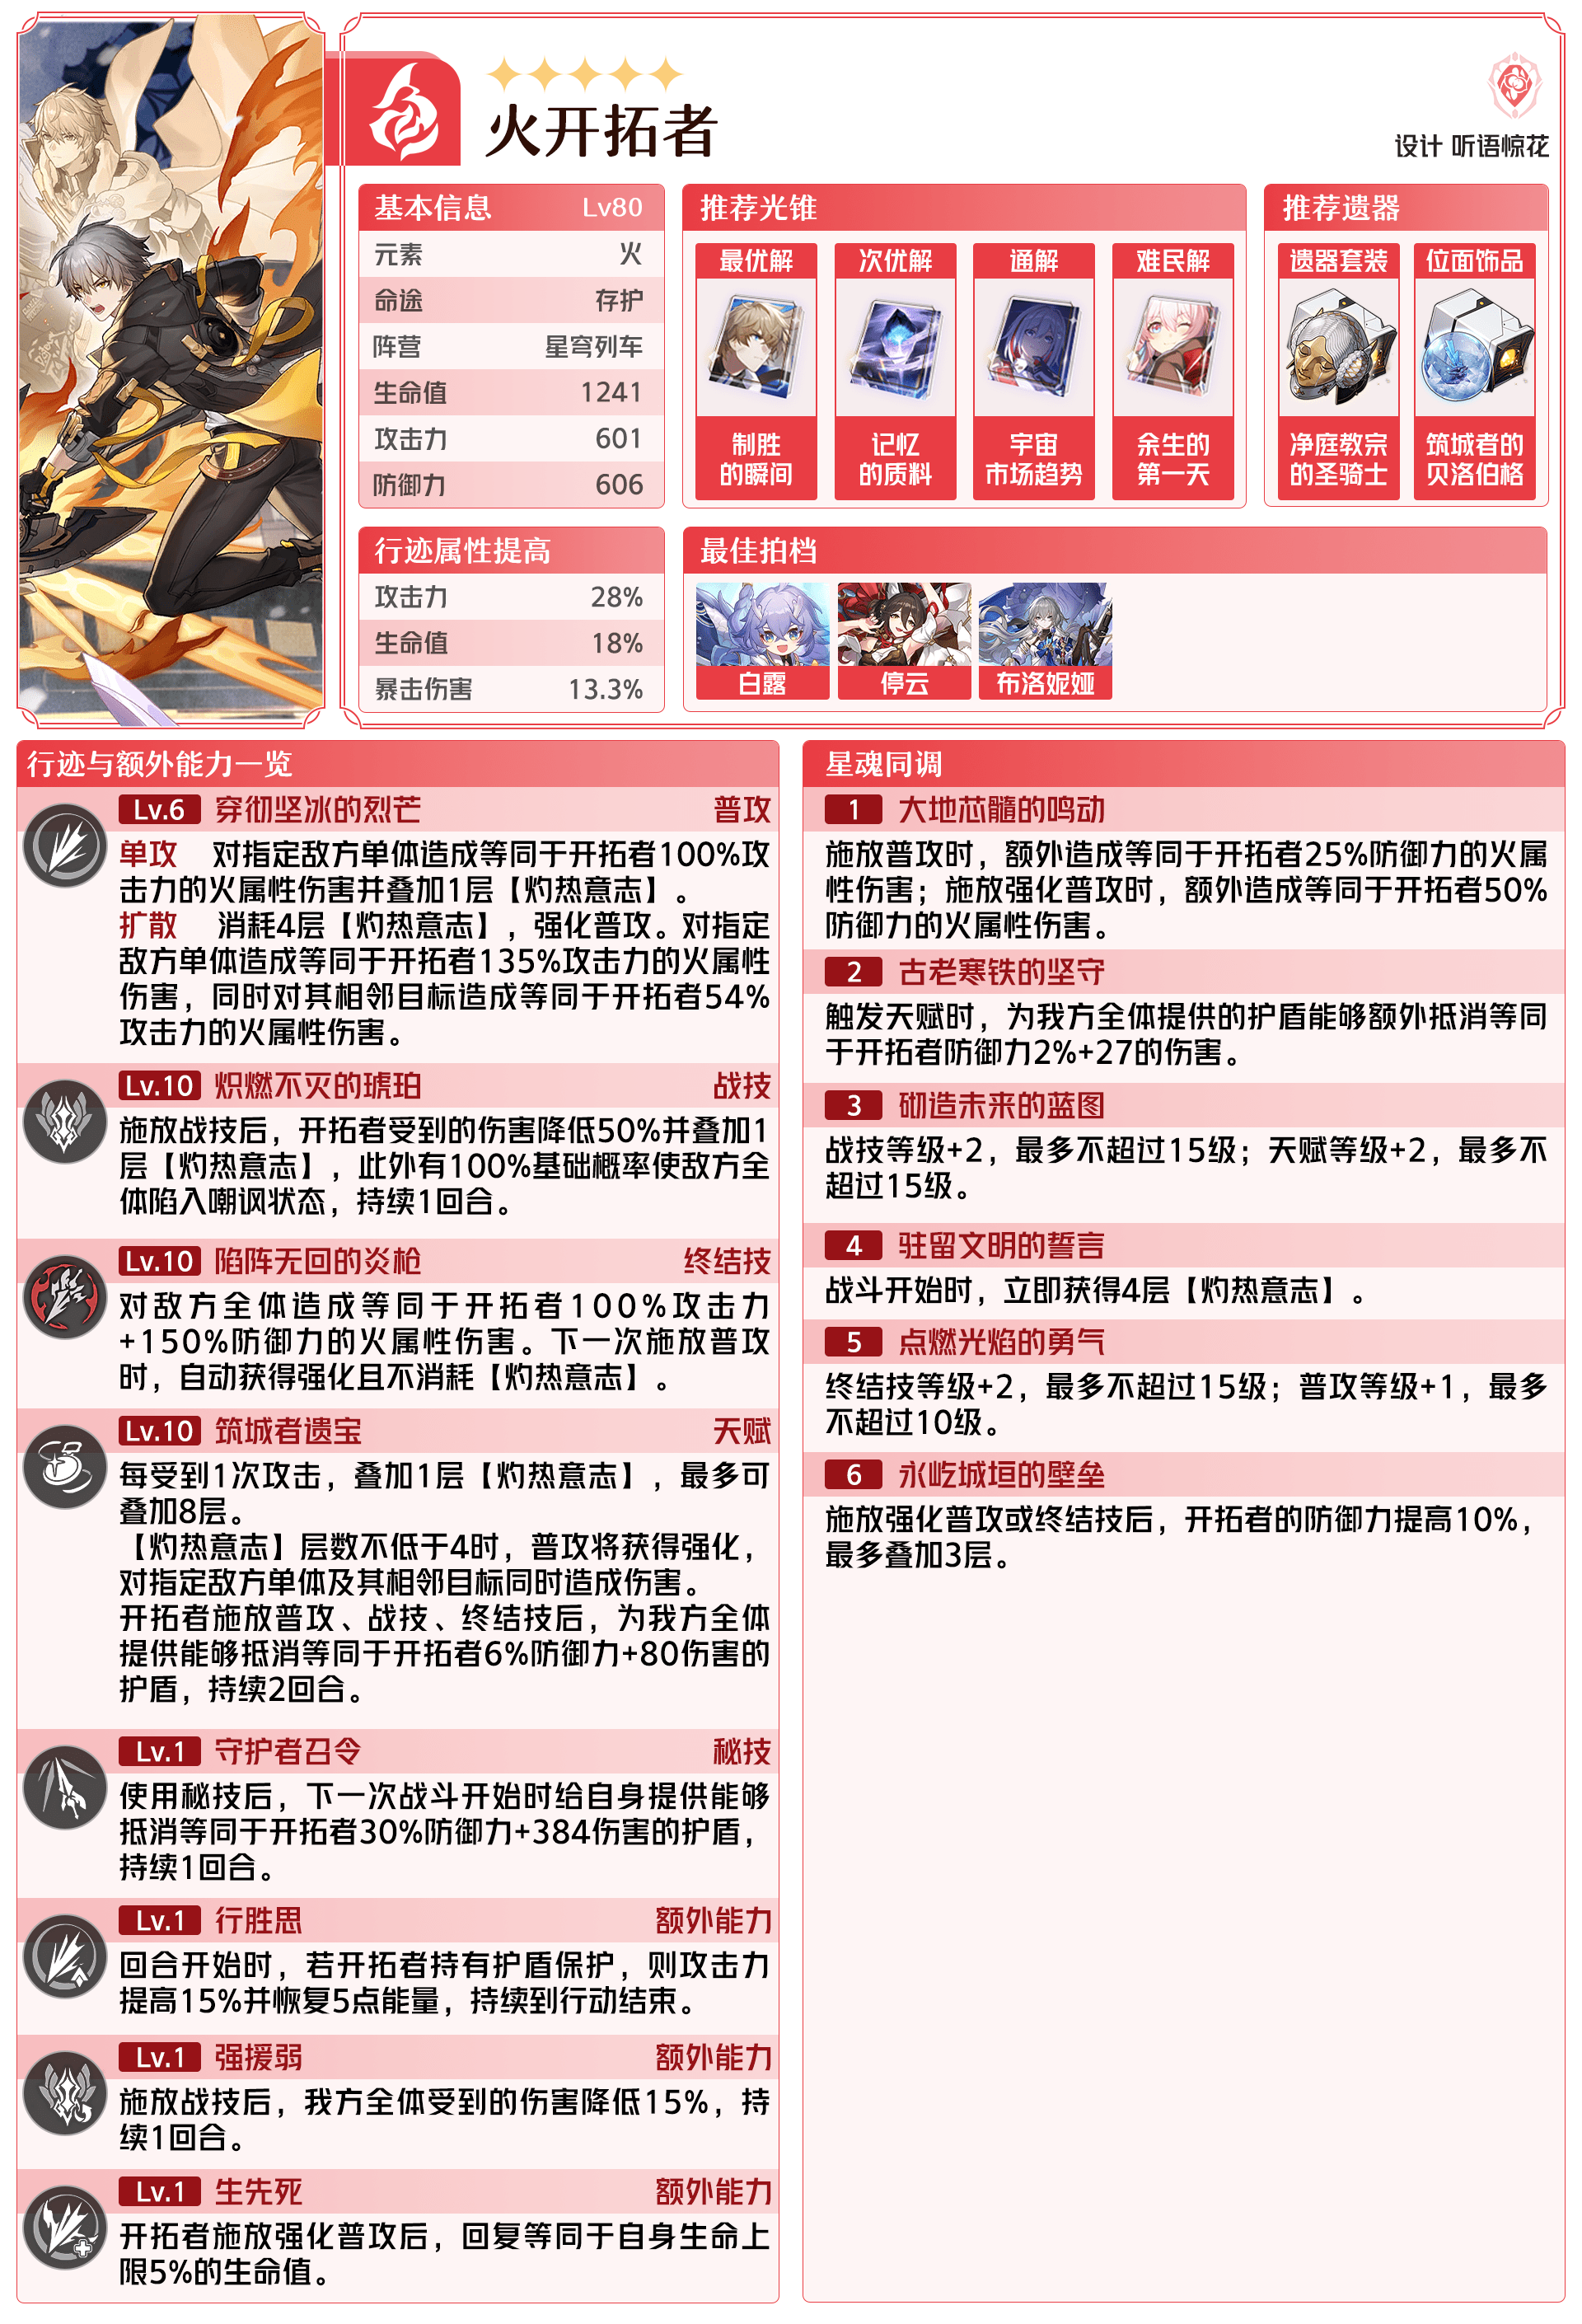 火开拓者
设计 听语惊花
基本信息 Lv80
元素 火
命途 存护
阵营 星穹列车
生命值 1241
攻击力 601
防御力 606
推荐光锥
最优解 次优解 通解 难民解
制胜的瞬间
记忆的质料
宇宙市场趋势
余生的第一天
推荐遗器
遗器套装 位面饰品
净庭教宗的圣骑士
筑城者的贝洛伯格
行迹属性提高
攻击力 28%
生命值 18%
暴击伤害 13.3%
最佳拍档
白露 停云 布洛妮娅
行迹与额外能力一览
Lv.6 穿彻坚冰的烈芒 普攻
单攻 对指定敌方单体造成等同于开拓者100%攻
击力的火属性伤害并叠加1层【灼热意志】。
扩散 消耗4层【灼热意志】，强化普攻。对指定
敌方单体造成等同于开拓者135%攻击力的火属性
伤害，同时对其相邻目标造成等同于开拓者54%
攻击力的火属性伤害。
Lv.10 炽燃不灭的琥珀 战技
施放战技后，开拓者受到的伤害降低50%并叠加1
层【灼热意志】，此外有100%基础概率使敌方全
体陷入嘲讽状态，持续1回合。
Lv.10 陷阵无回的炎枪 终结技
对敌方全体造成等同于开拓者100%攻击力
+150%防御力的火属性伤害。下一次施放普攻
时，自动获得强化且不消耗【灼热意志】。
Lv.10 筑城者遗宝 天赋
每受到1次攻击，叠加1层【灼热意志】，最多可
叠加8层。
【灼热意志】层数不低于4时，普攻将获得强化，
对指定敌方单体及其相邻目标同时造成伤害。
开拓者施放普攻、战技、终结技后，为我方全体
提供能够抵消等同于开拓者6%防御力+80伤害的
护盾，持续2回合。
Lv.1 守护者召令 秘技
使用秘技后，下一次战斗开始时给自身提供能够
抵消等同于开拓者30%防御力+384伤害的护盾，
持续1回合。
Lv.1 行胜思 额外能力
回合开始时，若开拓者持有护盾保护，则攻击力
提高15%并恢复5点能量，持续到行动结束。
Lv.1 强援弱 额外能力
施放战技后，我方全体受到的伤害降低15%，持
续1回合。
Lv.1 生先死 额外能力
开拓者施放强化普攻后，回复等同于自身生命上
限5%的生命值。
星魂同调
1 大地芯髓的鸣动
施放普攻时，额外造成等同于开拓者25%防御力的火属
性伤害；施放强化普攻时，额外造成等同于开拓者50%
防御力的火属性伤害。
2 古老寒铁的坚守
触发天赋时，为我方全体提供的护盾能够额外抵消等同
于开拓者防御力2%+27的伤害。
3 砌造未来的蓝图
战技等级+2，最多不超过15级；天赋等级+2，最多不
超过15级。
4 驻留文明的誓言
战斗开始时，立即获得4层【灼热意志】。
5 点燃光焰的勇气
终结技等级+2，最多不超过15级；普攻等级+1，最多
不超过10级。
6 永屹城垣的壁垒
施放强化普攻或终结技后，开拓者的防御力提高10%，
最多叠加3层。